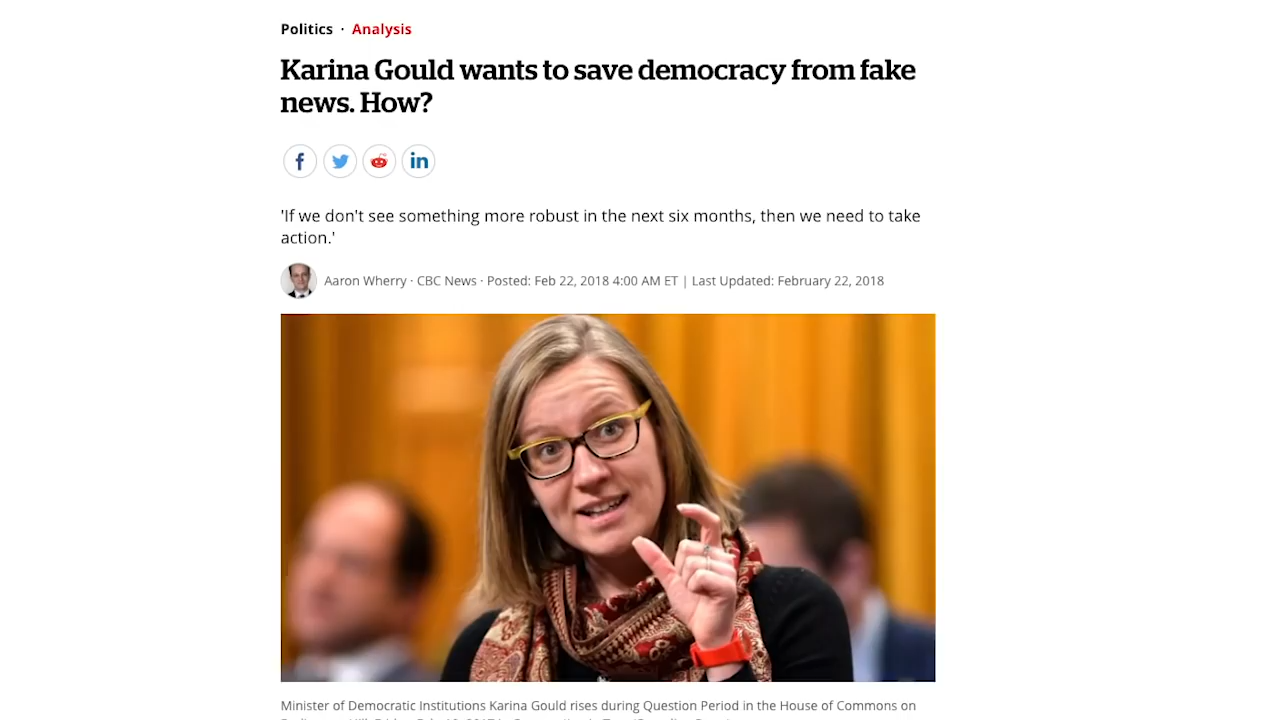 Politics · Analysis
Karina Gould wants to save democracy from fake
news. How?
f
in
'If we don't see something more robust in the next six months, then we need to take
action.'
Aaron Wherry · CBC News · Posted: Feb 22, 2018 4:00 AM ET | Last Updated: February 22, 2018
Minister of Democratic Institutions Karina Gould rises during Question Period in the House of Commons on